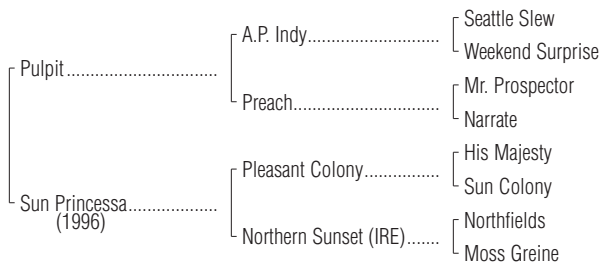 Seattle Slew
A.P. Indy
Weekend Surprise
Pulpit
Mr. Prospector
Preach
Narrate
His Majesty
Pleasant Colony
Sun Colony
Sun Princessa
(1996)
Northfields
Northern Sunset (IRE)
Moss Greine